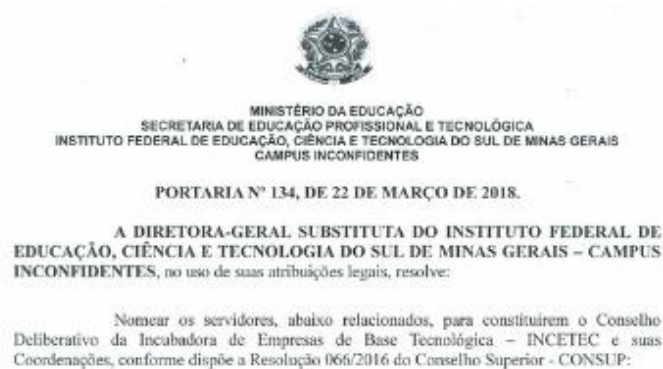 MINISTÉRIO DA EDUCAÇÃO
SECRETARIA DE EDUCAÇÃO PROFISSIONAL E TECNOLÓGICA
INSTITUTO FEDERAL DE EDUCAÇÃO, CIÊNCIA E TECNOLOGIA DO SUL DE MINAS GERAIS
CAMPUS INCONFIDENTES
PORTARIA Nº 134, DE 22 DE MARÇO DE 2018.
A DIRETORA-GERAL SUBSTITUTA DO INSTITUTO FEDERAL DE
EDUCAÇÃO, CIÊNCIA E TECNOLOGIA DO SUL DE MINAS GERAIS – CAMPUS
INCONFIDENTES, no uso de suas atribuições legais, resolve:
Nomear os servidores, abaixo relacionados, para constituirem o Conselho
Deliberativo da Incubadora de Empresas de Base Tecnológica – INCETEC e suas
Coordenações, conforme dispõe a Resolução 066/2016 do Conselho Superior - CONSUP: